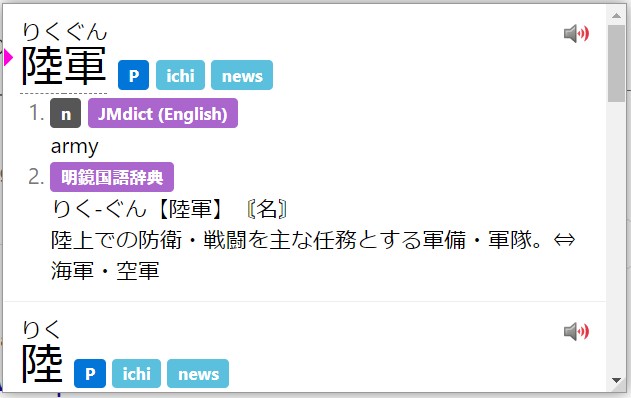 りくぐん
陸軍 P ichi news
1. n JMdict (English)
army
2. 明鏡国語辞典
りく‐ぐん【陸軍】〘名〙
陸上での防衛・戦闘を主な任務とする軍備・軍隊。⇔
海軍・空軍
りく
陸 P ichi news